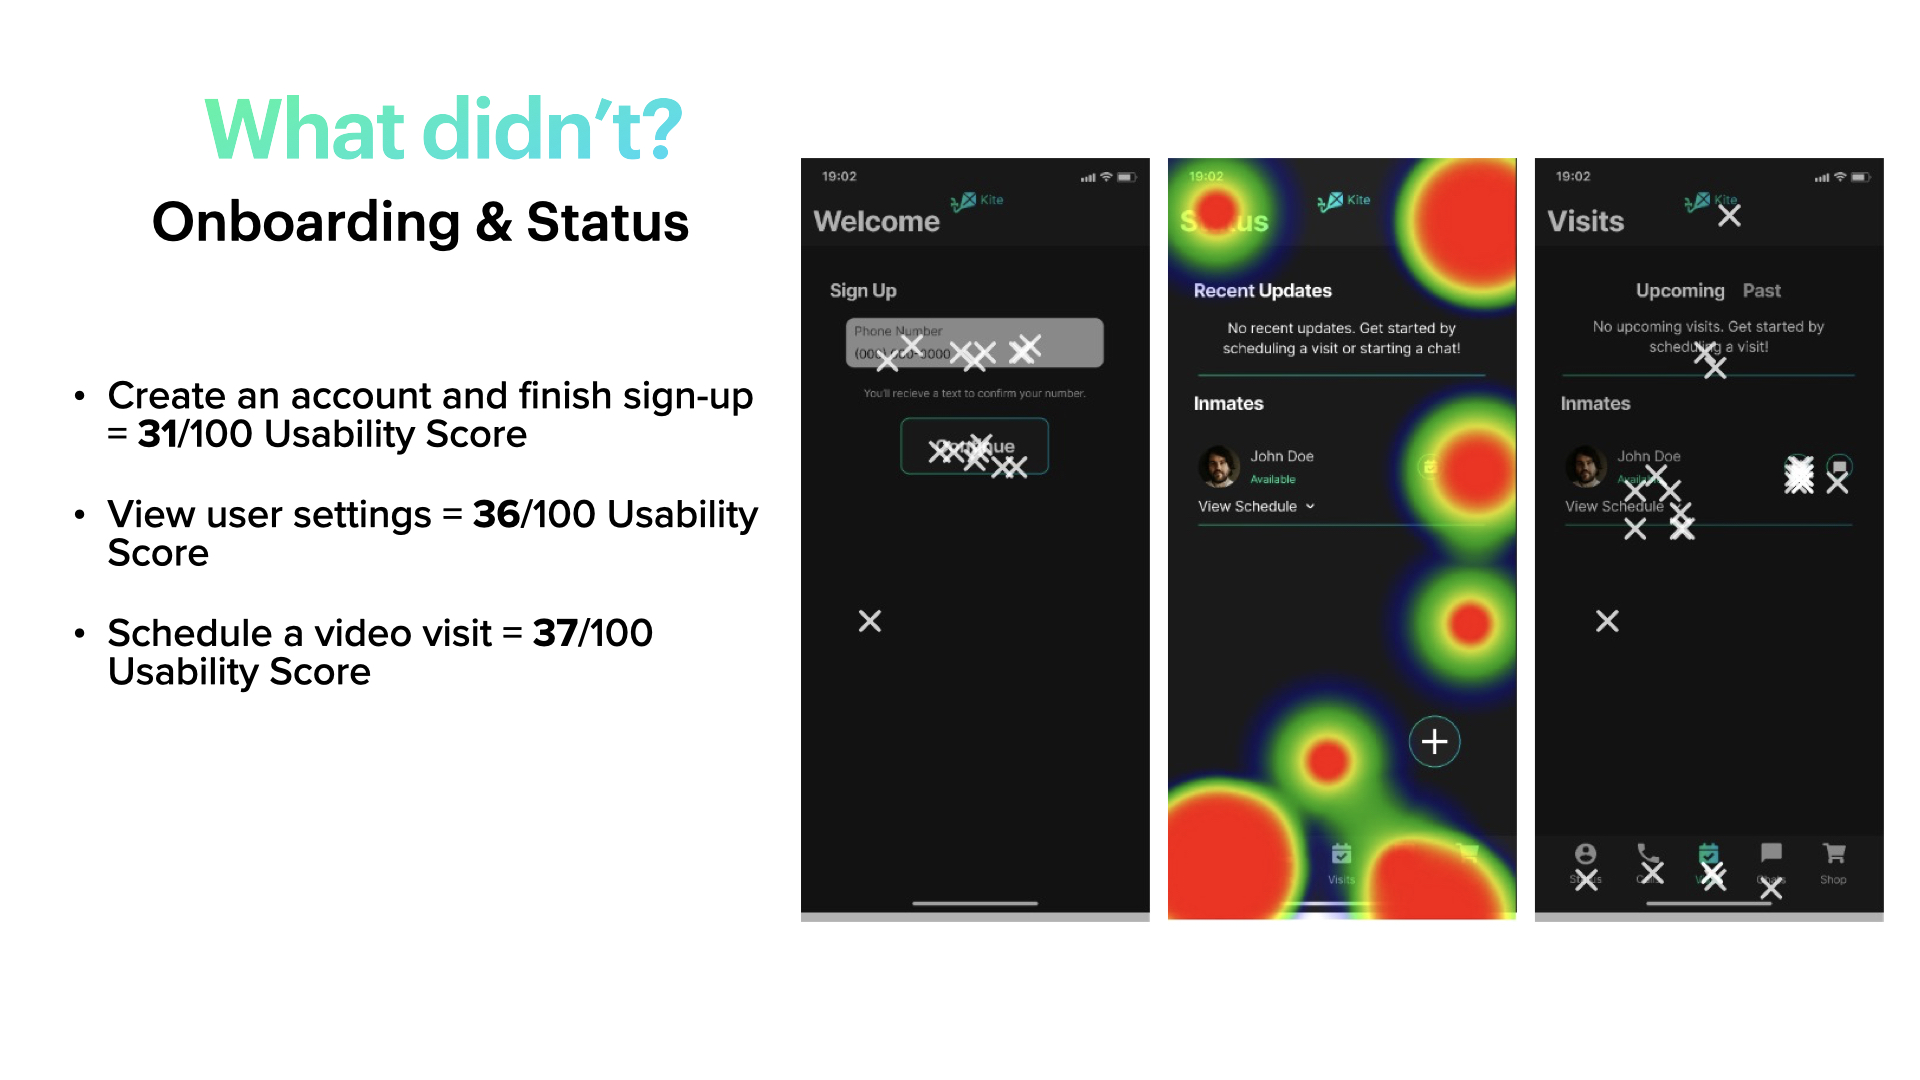 What didn't?
Onboarding & Status
• Create an account and finish sign-up
= 31/100 Usability Score
• View user settings = 36/100 Usability
Score
• Schedule a video visit = 37/100
Usability Score
19:02
Kite
Welcome
Sign Up
Phone Number
(000) 000-0000
You'll recieve a text to confirm your number.
Continue
19:02
Kite
Status
Recent Updates
No recent updates. Get started by
scheduling a visit or starting a chat!
Inmates
John Doe
Available
View Schedule
Visits
19:02
Kite
Visits
Upcoming Past
No upcoming visits. Get started by
scheduling a visit!
Inmates
John Doe
Available
View Schedule
Status
Visits
Chats
Shop